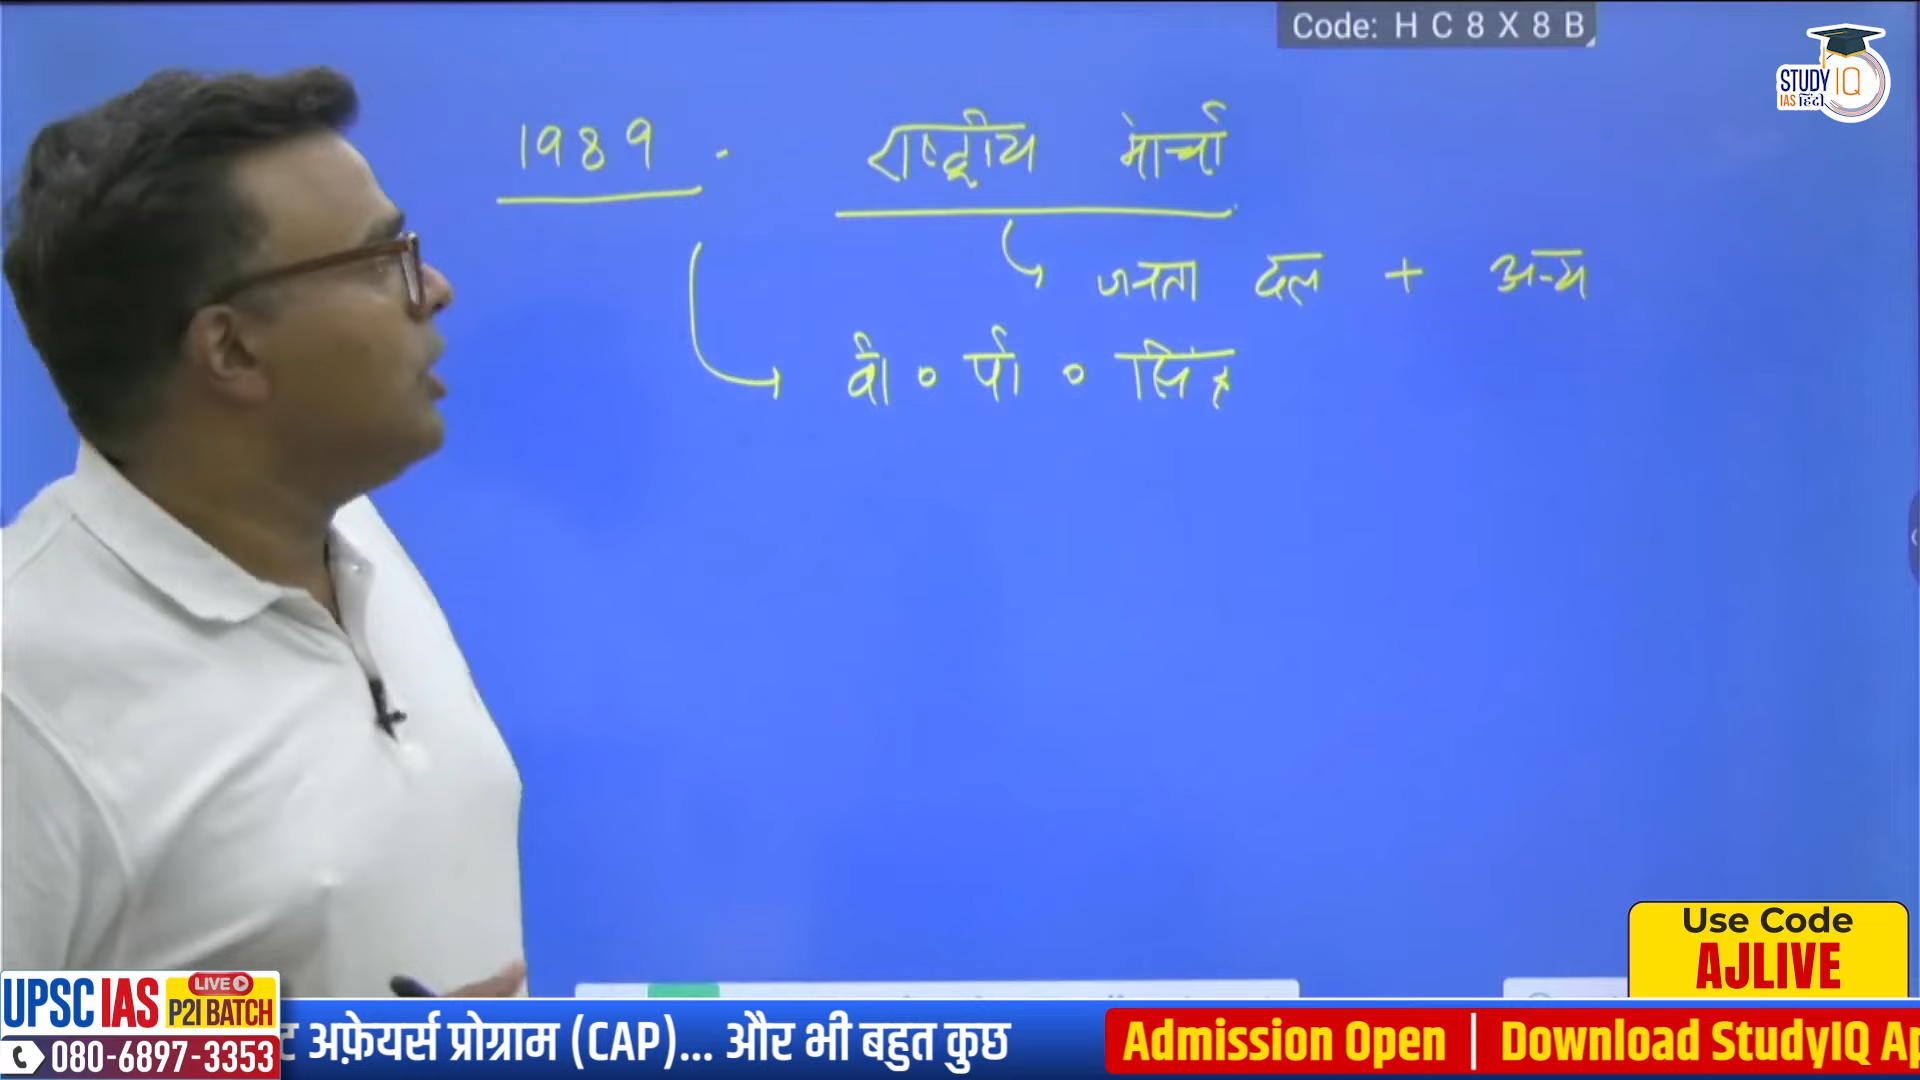 Code: H C 8 X 8 B
STUDY IQ
IAS हिंदी
1989 . राष्ट्रीय मोर्चा
जनता दल + अन्य
वी॰ पी॰ सिंह
Use Code
AJLIVE
UPSC IAS LIVE
P2I BATCH
080-6897-3353
ट अफ़ेयर्स प्रोग्राम (CAP)... और भी बहुत कुछ
Admission Open | Download StudyIQ Ap